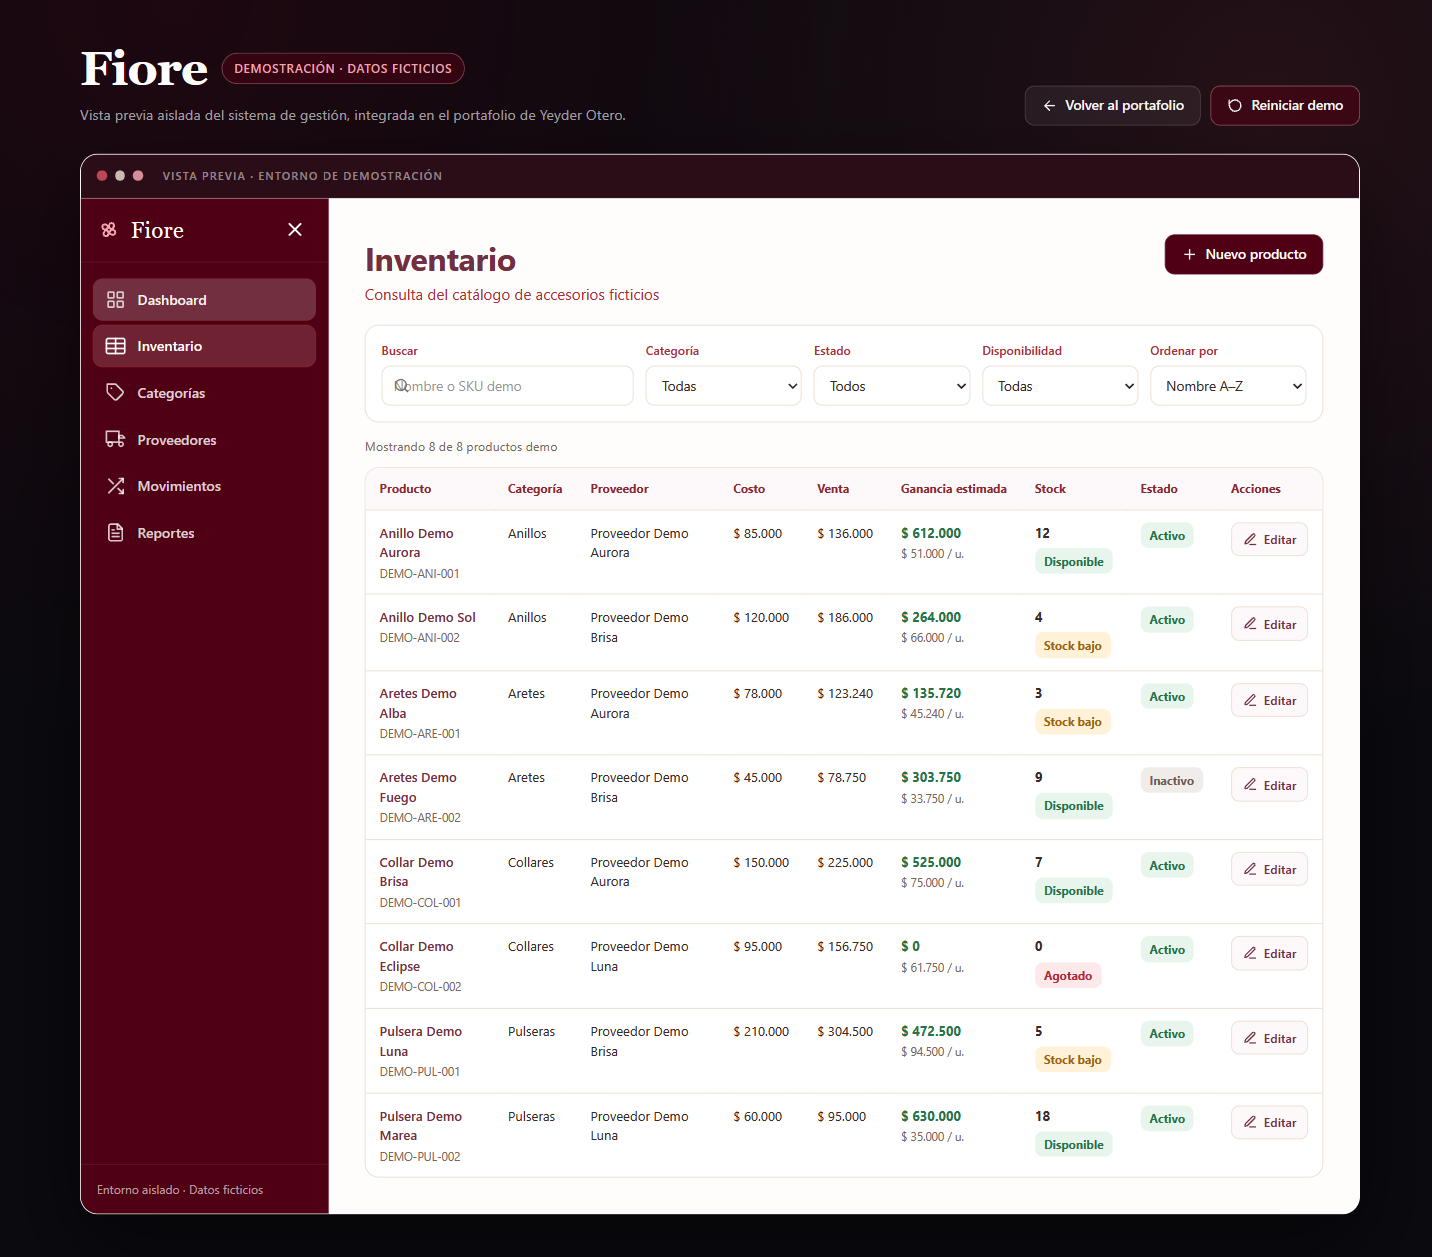 Fiore
DEMOSTRACIÓN · DATOS FICTICIOS
Vista previa aislada del sistema de gestión, integrada en el portafolio de Yeyder Otero.
Volver al portafolio
Reiniciar demo
VISTA PREVIA · ENTORNO DE DEMOSTRACIÓN
Fiore
Dashboard
Inventario
Categorías
Proveedores
Movimientos
Reportes
Entorno aislado · Datos ficticios
Inventario
Nuevo producto
Consulta del catálogo de accesorios ficticios
Buscar
Categoría
Estado
Disponibilidad
Ordenar por
Nombre o SKU demo
Todas
Todos
Todas
Nombre A–Z
Mostrando 8 de 8 productos demo
Producto Categoría Proveedor Costo Venta Ganancia estimada Stock Estado Acciones
Anillo Demo Anillos Proveedor Demo $ 85.000 $ 136.000 $ 612.000 12 Activo Editar
Aurora Aurora $ 51.000 / u. Disponible
DEMO-ANI-001
Anillo Demo Sol Anillos Proveedor Demo $ 120.000 $ 186.000 $ 264.000 4 Activo Editar
DEMO-ANI-002 Brisa $ 66.000 / u. Stock bajo
Aretes Demo Aretes Proveedor Demo $ 78.000 $ 123.240 $ 135.720 3 Activo Editar
Alba Aurora $ 45.240 / u. Stock bajo
DEMO-ARE-001
Aretes Demo Aretes Proveedor Demo $ 45.000 $ 78.750 $ 303.750 9 Inactivo Editar
Fuego Brisa $ 33.750 / u. Disponible
DEMO-ARE-002
Collar Demo Collares Proveedor Demo $ 150.000 $ 225.000 $ 525.000 7 Activo Editar
Brisa Aurora $ 75.000 / u. Disponible
DEMO-COL-001
Collar Demo Collares Proveedor Demo $ 95.000 $ 156.750 $ 0 0 Activo Editar
Eclipse Luna $ 61.750 / u. Agotado
DEMO-COL-002
Pulsera Demo Pulseras Proveedor Demo $ 210.000 $ 304.500 $ 472.500 5 Activo Editar
Luna Brisa $ 94.500 / u. Stock bajo
DEMO-PUL-001
Pulsera Demo Pulseras Proveedor Demo $ 60.000 $ 95.000 $ 630.000 18 Activo Editar
Marea Luna $ 35.000 / u. Disponible
DEMO-PUL-002